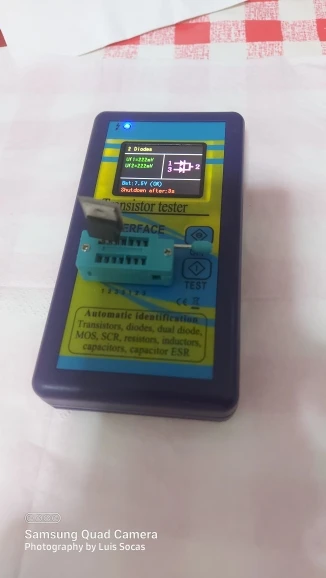 2 Diodes
Uf1=222mV
Uf2=222mV
1
3
2
Bat:7.5V (OK)
Shutdown after:8s
Transistor tester
ERFACE
TEST
Automatic identification
Transistors, diodes, dual diode,
MOS, SCR, resistors, inductors,
capacitors, capacitor ESR
Samsung Quad Camera
Photography by Luis Socas